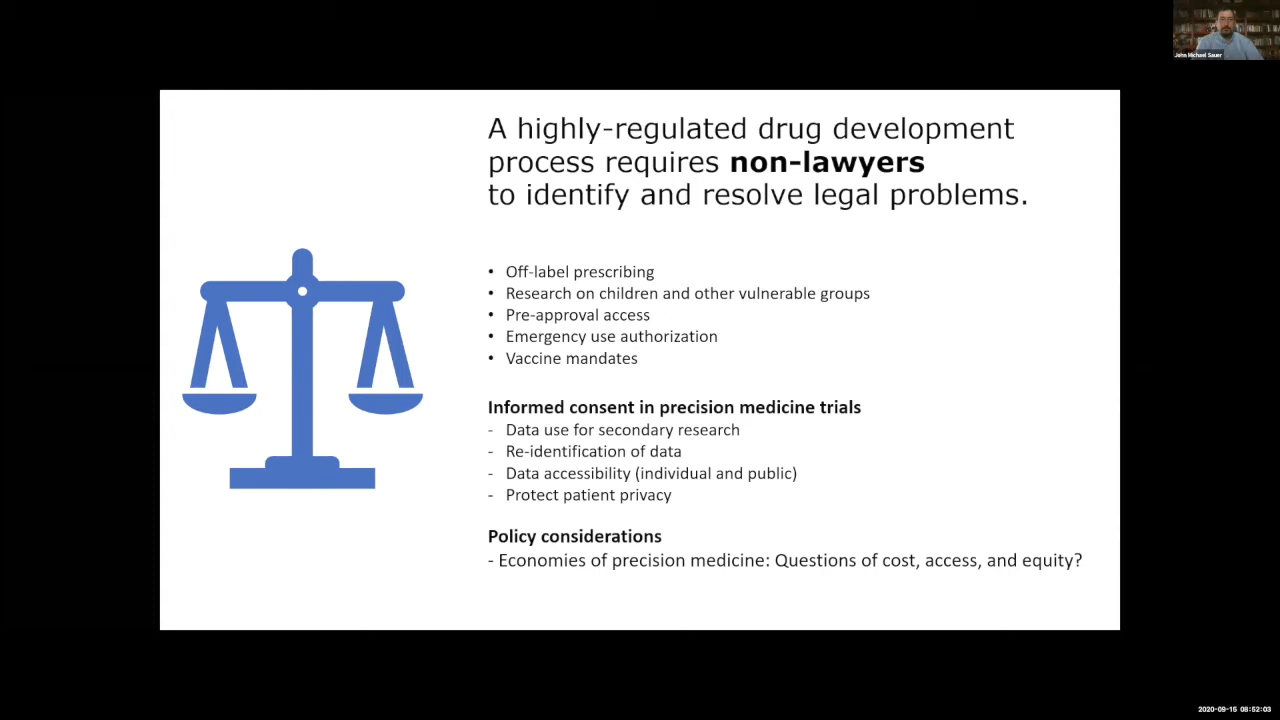 John Michael Sauer
A highly-regulated drug development
process requires non-lawyers
to identify and resolve legal problems.
• Off-label prescribing
• Research on children and other vulnerable groups
• Pre-approval access
• Emergency use authorization
• Vaccine mandates
Informed consent in precision medicine trials
- Data use for secondary research
- Re-identification of data
- Data accessibility (individual and public)
- Protect patient privacy
Policy considerations
- Economies of precision medicine: Questions of cost, access, and equity?
2020-09-15 08:52:03